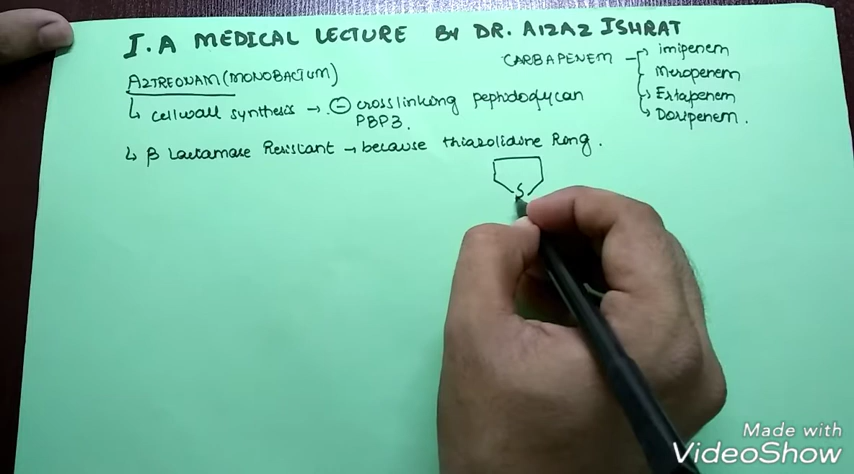 I.A MEDICAL LECTURE BY DR. AIZAZ ISHRAT
AZTREONAM (MONOBACTUM)
↳ cellwall synthesis → ⊖ crosslinking peptidoglycan
PBP3.
↳ β Lactamase Resistant → because thiazolidine Ring.
S
CARBAPENEM
imipenem
Meropenem
Ertapenem
Doripenem.
Made with
VideoShow